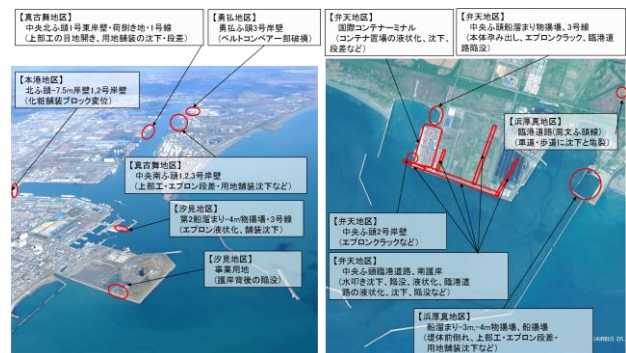 【真古舞地区】
中央北ふ頭1号東岸壁・荷捌き地・1号線
(上部工の目地開き、用地舗装の沈下・段差)
【勇払地区】
勇払ふ頭3号岸壁
(ベルトコンベアー部破損)
【本港地区】
北ふ頭-7.5m岸壁1,2号岸壁
(化粧舗装ブロック変位)
【真古舞地区】
中央南ふ頭1,2,3号岸壁
(上部工・エプロン段差・用地舗装沈下など)
【汐見地区】
第2船溜まり-4m物揚場・3号線
(エプロン液状化、舗装沈下)
【汐見地区】
事業用地
(護岸背後の陥没)
【弁天地区】
国際コンテナーミナル
(コンテナ置場の液状化、沈下、
段差など)
【弁天地区】
中央ふ頭船溜まり物揚場、3号線
(本体孕み出し、エプロンクラック、臨港道
路陥没)
【浜厚真地区】
臨港道路(周文ふ頭線)
(車道・歩道に沈下と亀裂)
【弁天地区】
中央ふ頭2号岸壁
(エプロンクラックなど)
【弁天地区】
中央ふ頭臨港道路、南護岸
(水叩き沈下、陥没、液状化、臨港道
路の液状化、沈下、陥没など)
【浜厚真地区】
船溜まり-3m,-4m物揚場、船揚場
(堤体前倒れ、上部工・エプロン段差・
用地舗装沈下など)
AIRBUS DS